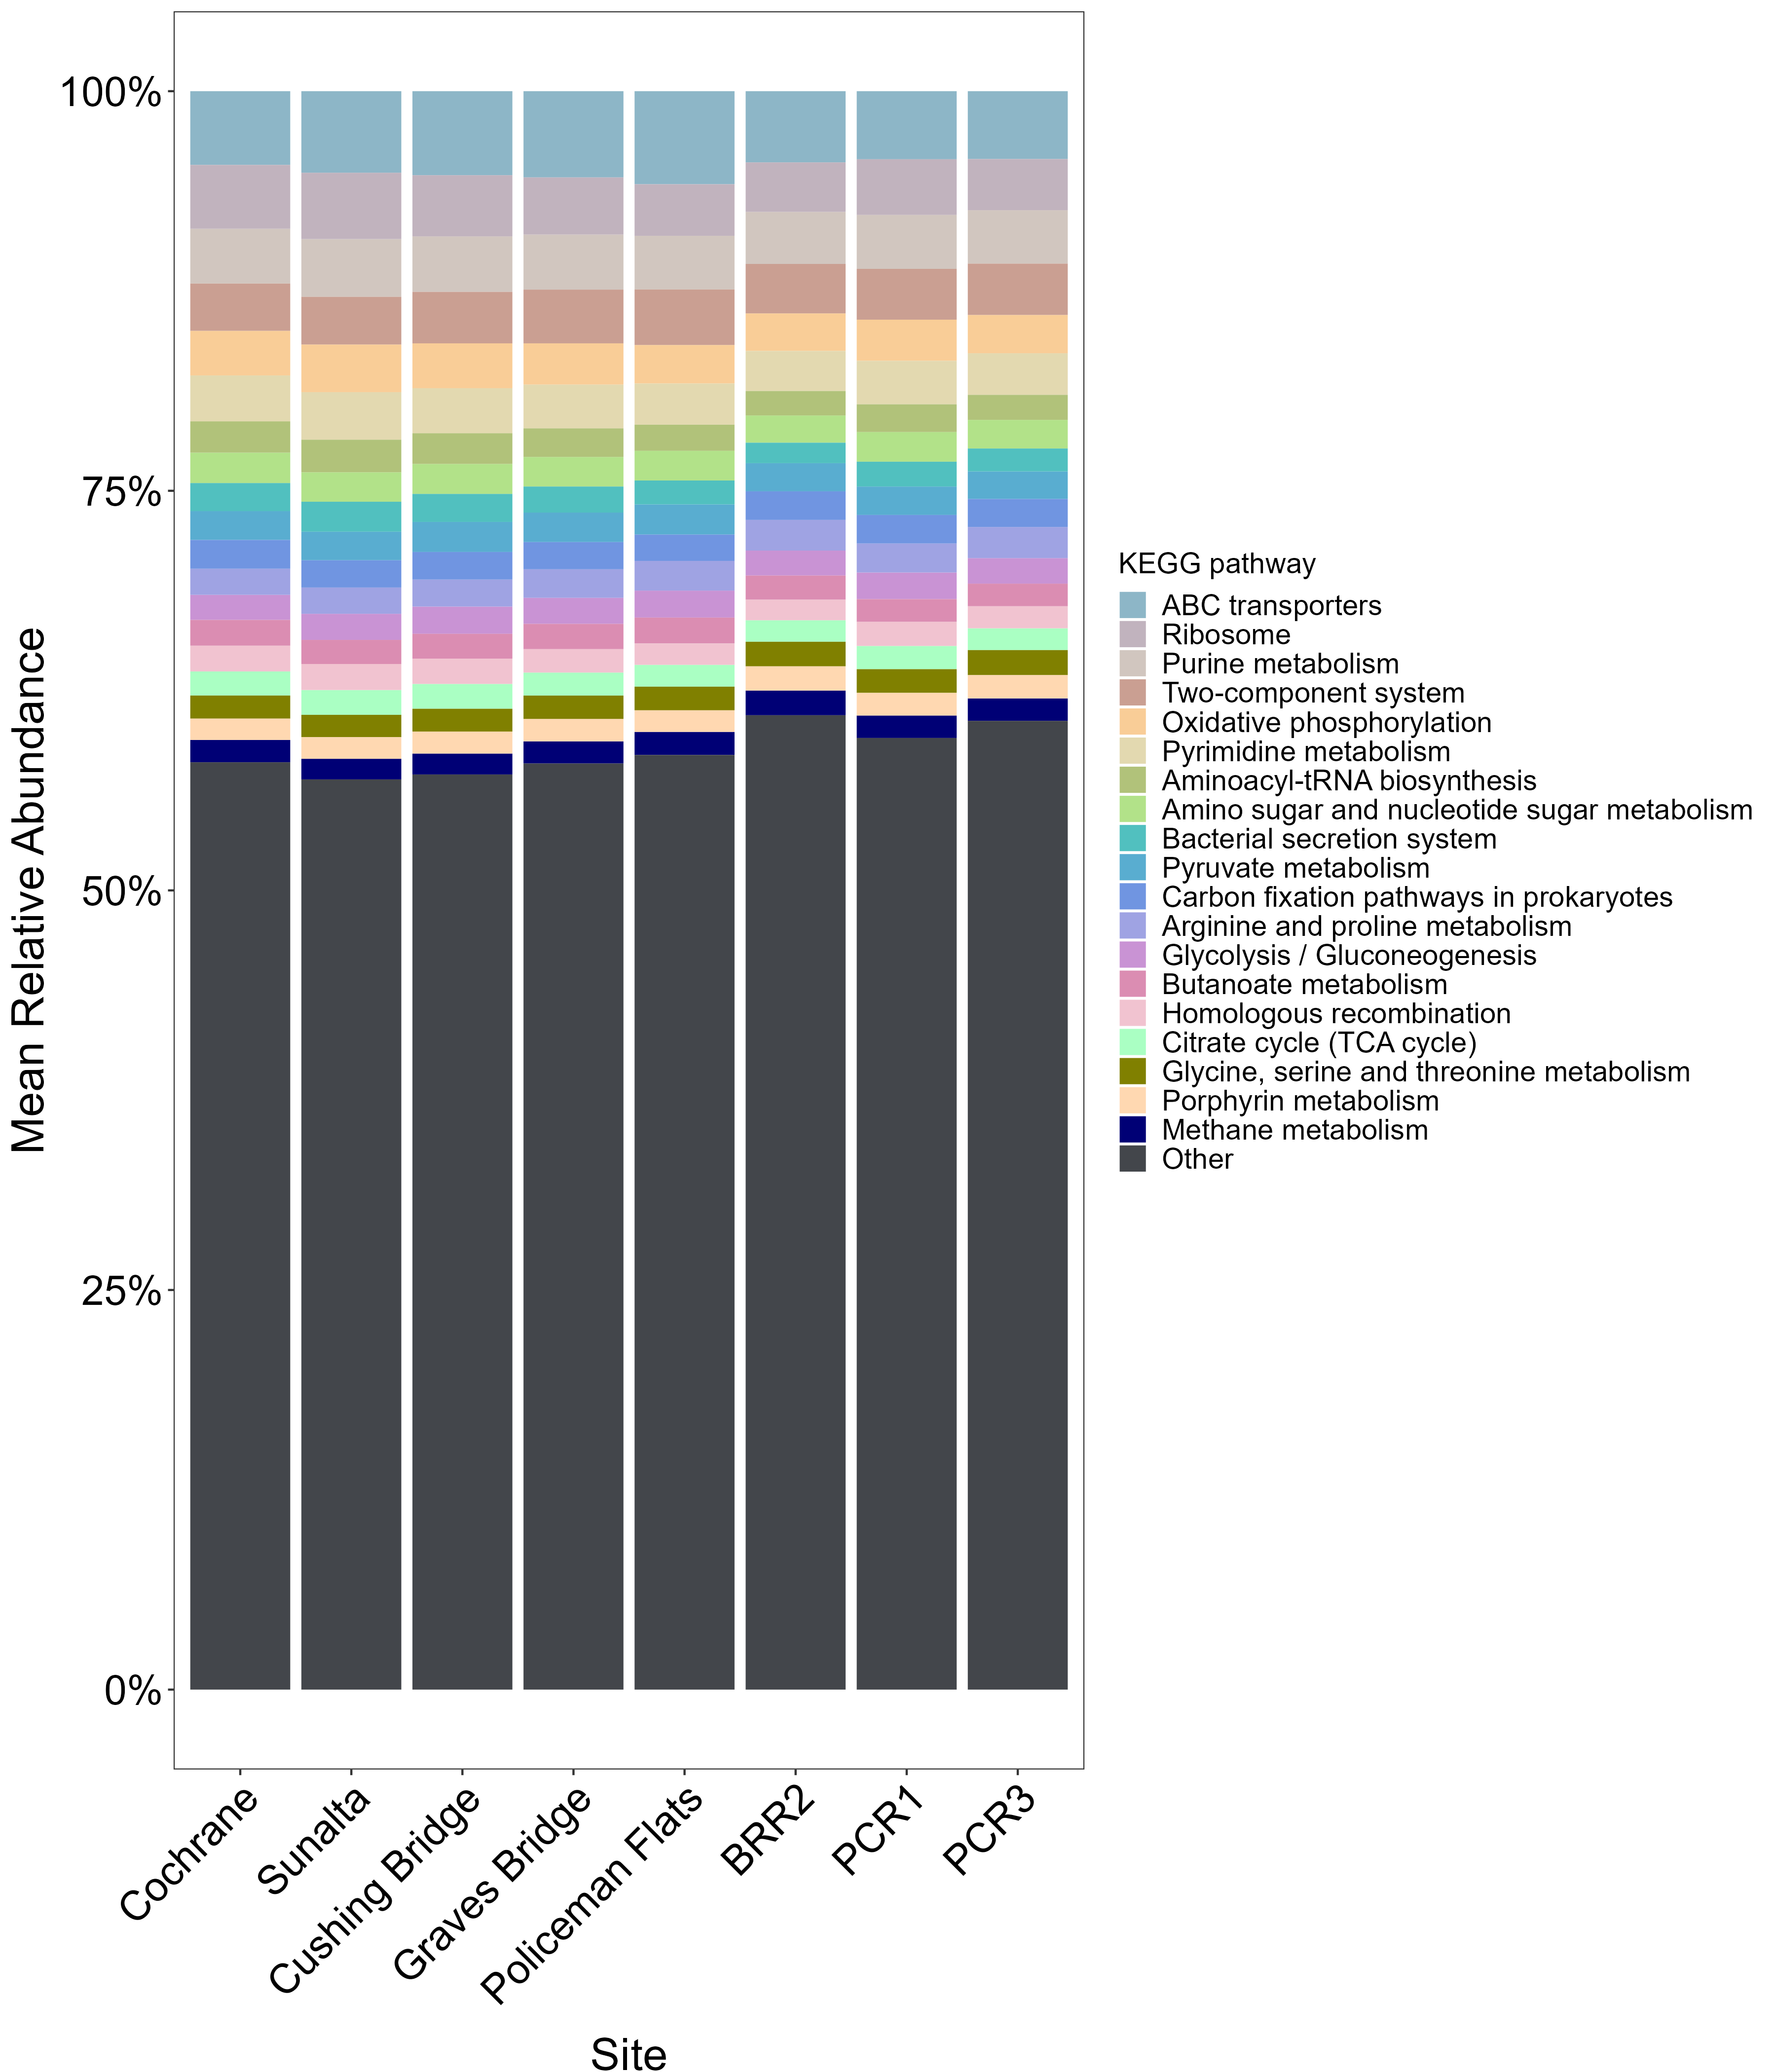 100%
75%
50%
25%
0%
Mean Relative Abundance
Cochrane
Sunalta
Cushing Bridge
Graves Bridge
Policeman Flats
BRR2
PCR1
PCR3
Site
KEGG pathway
ABC transporters
Ribosome
Purine metabolism
Two-component system
Oxidative phosphorylation
Pyrimidine metabolism
Aminoacyl-tRNA biosynthesis
Amino sugar and nucleotide sugar metabolism
Bacterial secretion system
Pyruvate metabolism
Carbon fixation pathways in prokaryotes
Arginine and proline metabolism
Glycolysis / Gluconeogenesis
Butanoate metabolism
Homologous recombination
Citrate cycle (TCA cycle)
Glycine, serine and threonine metabolism
Porphyrin metabolism
Methane metabolism
Other